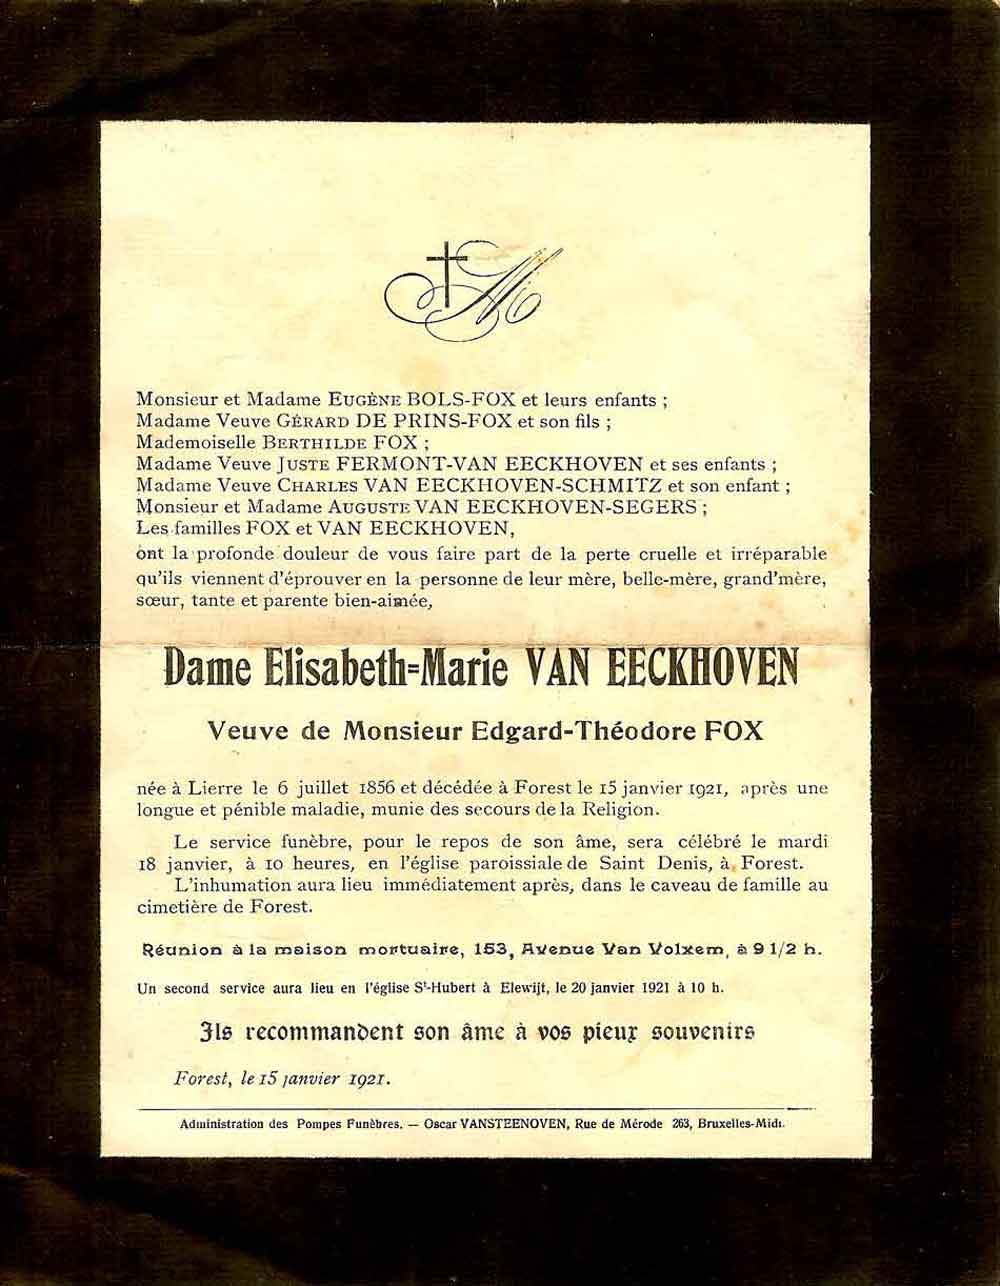 M
Monsieur et Madame EUGÈNE BOLS-FOX et leurs enfants ;
Madame Veuve GÉRARD DE PRINS-FOX et son fils ;
Mademoiselle BERTHILDE FOX ;
Madame Veuve JUSTE FERMONT-VAN EECKHOVEN et ses enfants ;
Madame Veuve CHARLES VAN EECKHOVEN-SCHMITZ et son enfant ;
Monsieur et Madame AUGUSTE VAN EECKHOVEN-SEGERS ;
Les familles FOX et VAN EECKHOVEN,
ont la profonde douleur de vous faire part de la perte cruelle et irréparable
qu'ils viennent d'éprouver en la personne de leur mère, belle-mère, grand'mère,
sœur, tante et parente bien-aimée,
Dame Elisabeth=Marie VAN EECKHOVEN
Veuve de Monsieur Edgard-Théodore FOX
née à Lierre le 6 juillet 1856 et décédée à Forest le 15 janvier 1921, après une
longue et pénible maladie, munie des secours de la Religion.
Le service funèbre, pour le repos de son âme, sera célébré le mardi
18 janvier, à 10 heures, en l'église paroissiale de Saint Denis, à Forest.
L'inhumation aura lieu immédiatement après, dans le caveau de famille au
cimetière de Forest.
Réunion à la maison mortuaire, 153, Avenue Van Volxem, à 9 1/2 h.
Un second service aura lieu en l'église St-Hubert à Elewijt, le 20 janvier 1921 à 10 h.
Ils recommandent son âme à vos pieux souvenirs
Forest, le 15 janvier 1921.
Administration des Pompes Funèbres. — Oscar VANSTEENOVEN, Rue de Mérode 263, Bruxelles-Midi.